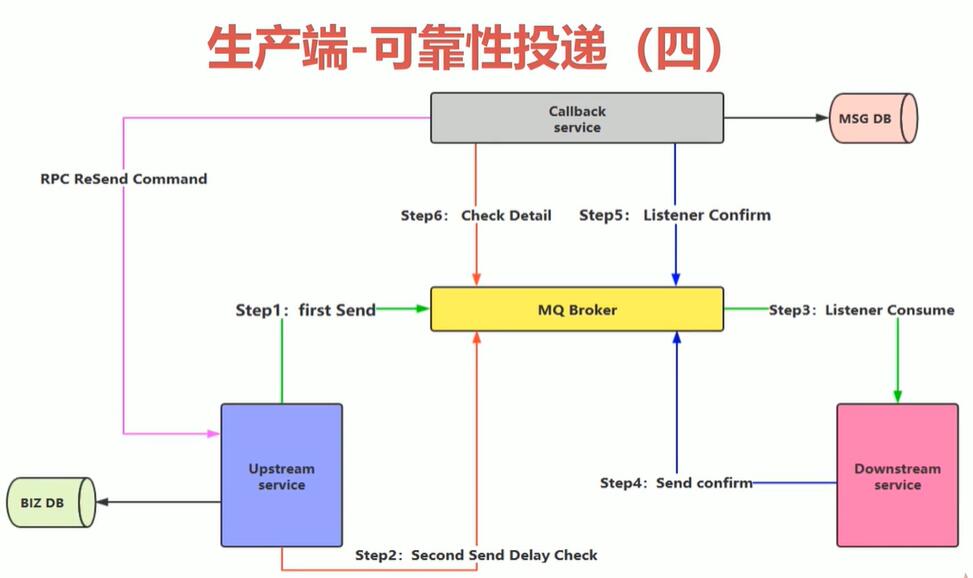 生产端-可靠性投递（四）
Callback
service
MSG DB
RPC ReSend Command
Step6： Check Detail
Step5： Listener Confirm
Step1：first Send
MQ Broker
Step3：Listener Consume
Upstream
service
Downstream
service
Step4：Send confirm
BIZ DB
Step2：Second Send Delay Check